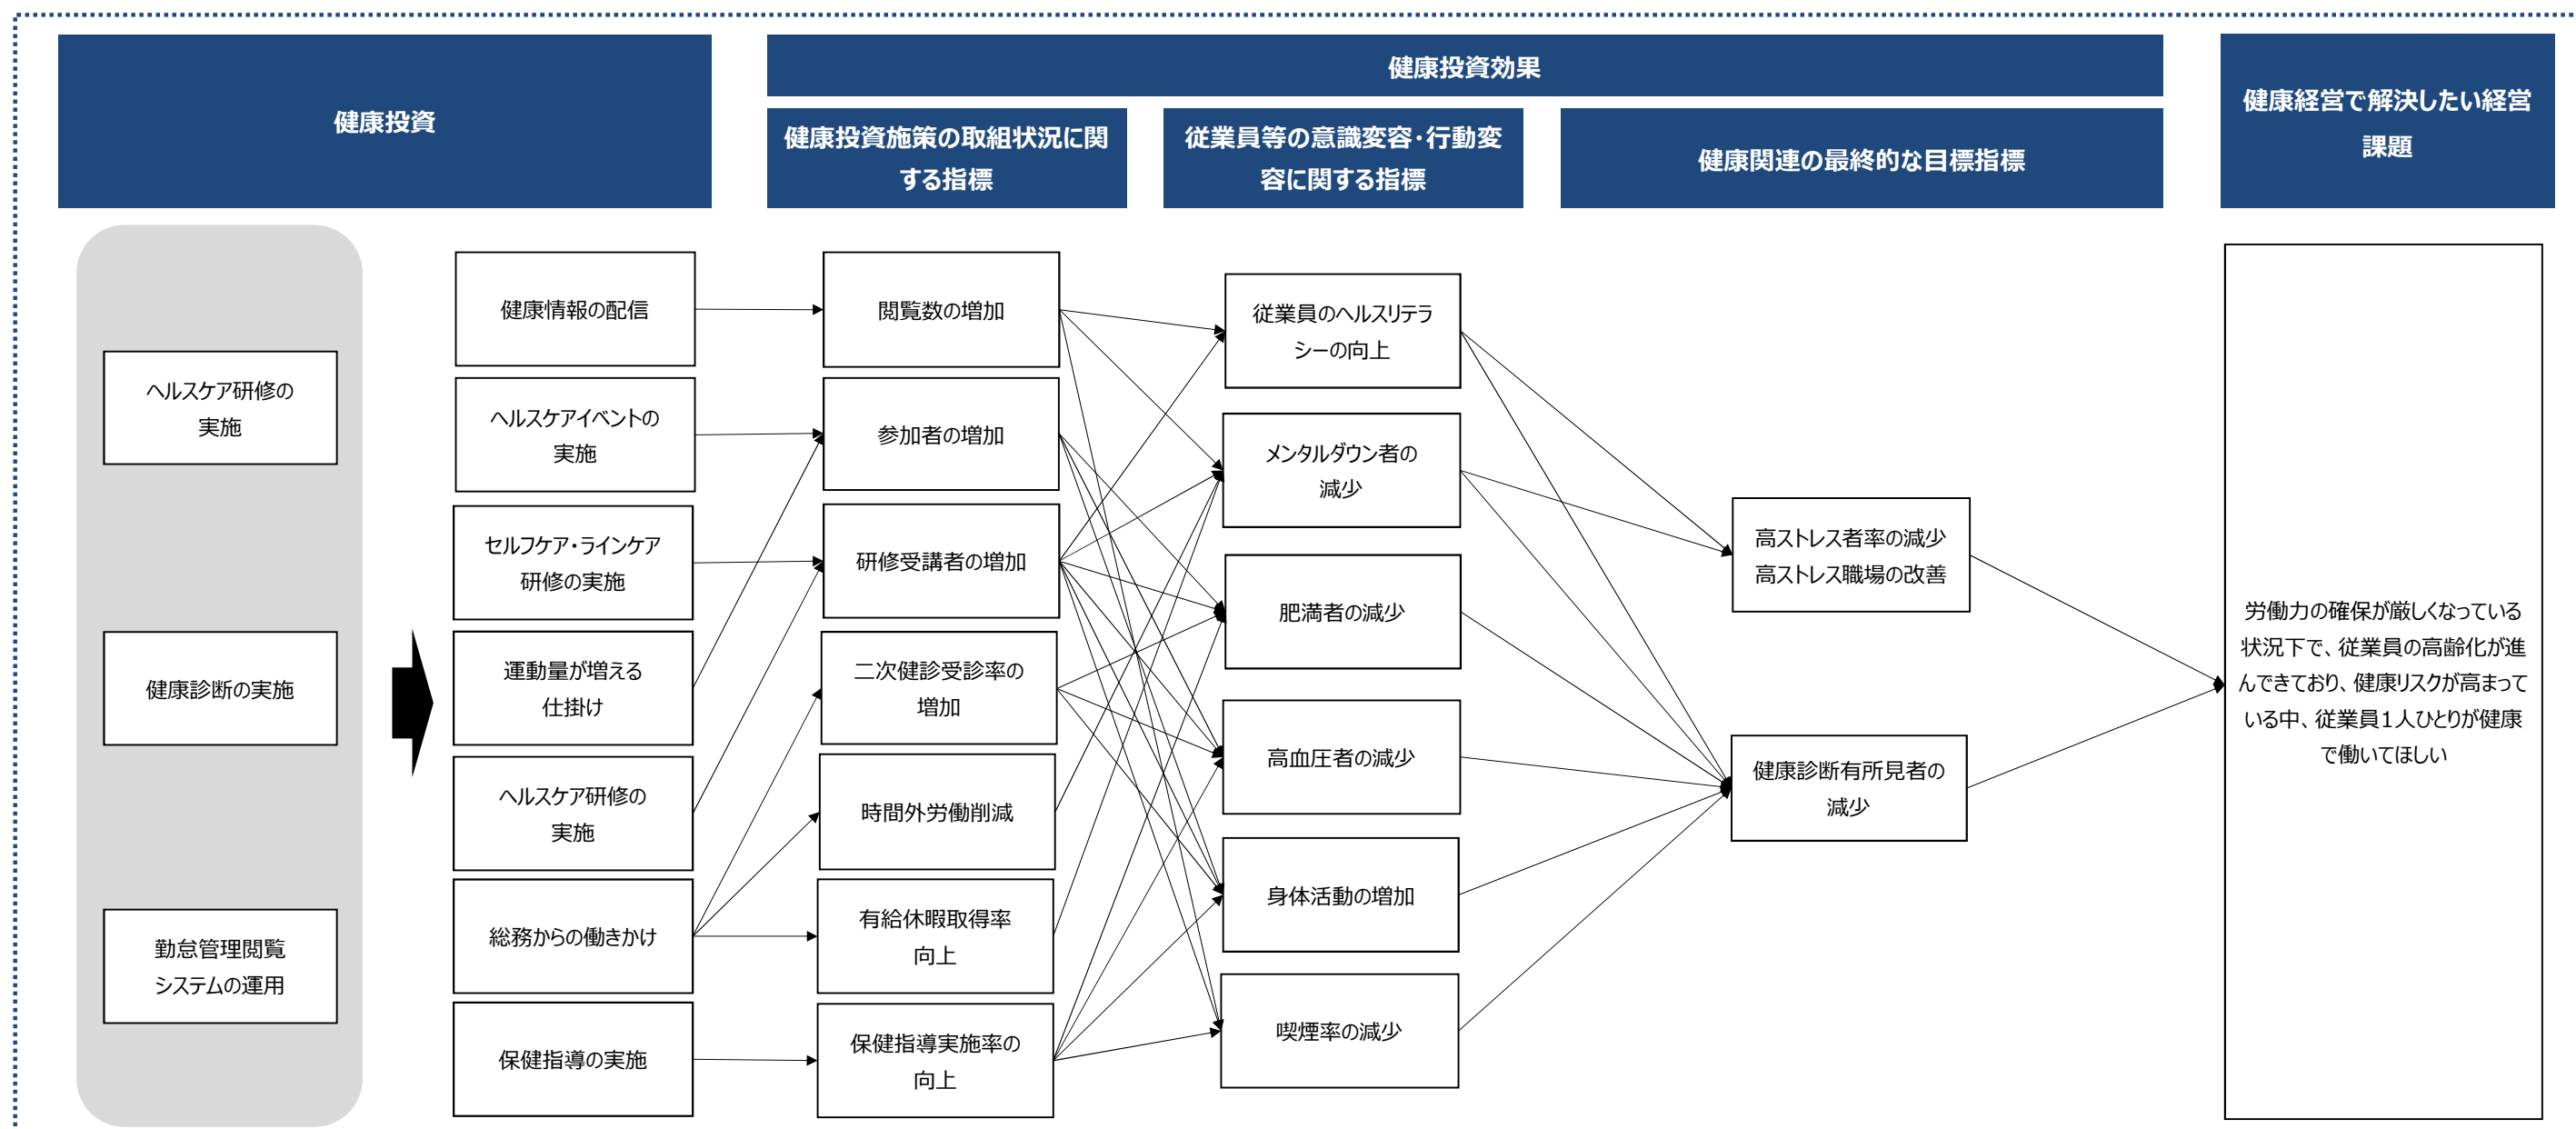 健康投資
健康投資効果
健康投資施策の取組状況に関
する指標
従業員等の意識変容・行動変
容に関する指標
健康関連の最終的な目標指標
健康経営で解決したい経営
課題
ヘルスケア研修の
実施
健康診断の実施
勤怠管理閲覧
システムの運用
健康情報の配信
ヘルスケアイベントの
実施
セルフケア・ラインケア
研修の実施
運動量が増える
仕掛け
ヘルスケア研修の
実施
総務からの働きかけ
保健指導の実施
閲覧数の増加
参加者の増加
研修受講者の増加
二次健診受診率の
増加
時間外労働削減
有給休暇取得率
向上
保健指導実施率の
向上
従業員のヘルスリテラ
シーの向上
メンタルダウン者の
減少
肥満者の減少
高血圧者の減少
身体活動の増加
喫煙率の減少
高ストレス者率の減少
高ストレス職場の改善
健康診断有所見者の
減少
労働力の確保が厳しくなっている
状況下で、従業員の高齢化が進
んできており、健康リスクが高まって
いる中、従業員1人ひとりが健康
で働いてほしい